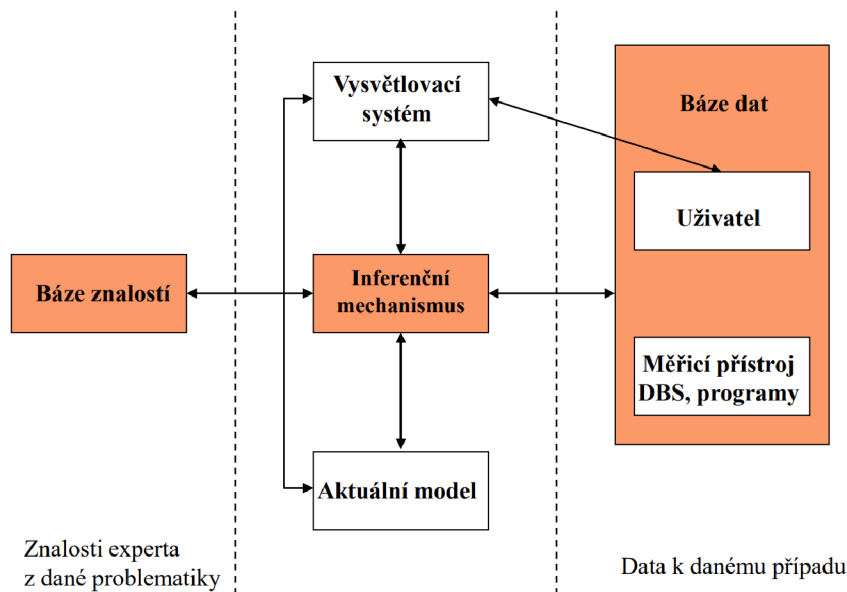 Vysvětlovací
systém
Báze dat
Uživatel
Báze znalostí
Inferenční
mechanismus
Měřicí přístroj
DBS, programy
Aktuální model
Znalosti experta
z dané problematiky
Data k danému případu